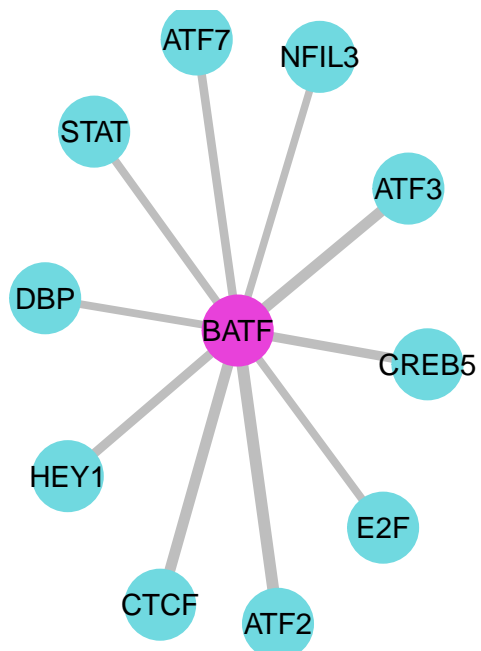 ATF7
NFIL3
STAT
ATF3
DBP
BATF
CREB5
HEY1
E2F
CTCF
ATF2